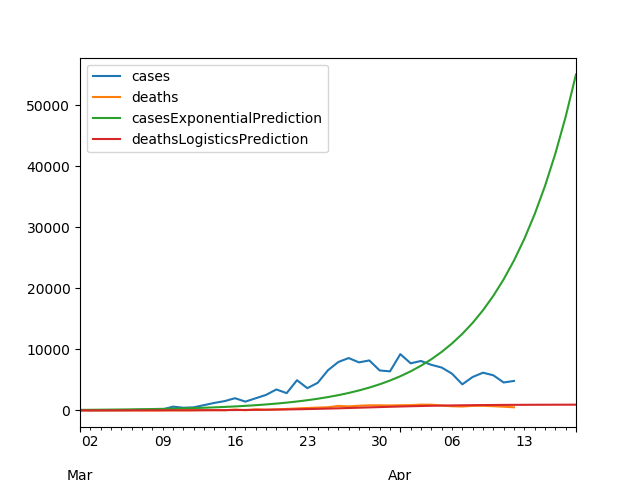 cases
deaths
casesExponentialPrediction
deathsLogisticsPrediction
50000
40000
30000
20000
10000
0
02 09 16 23 30 06 13
Mar Apr